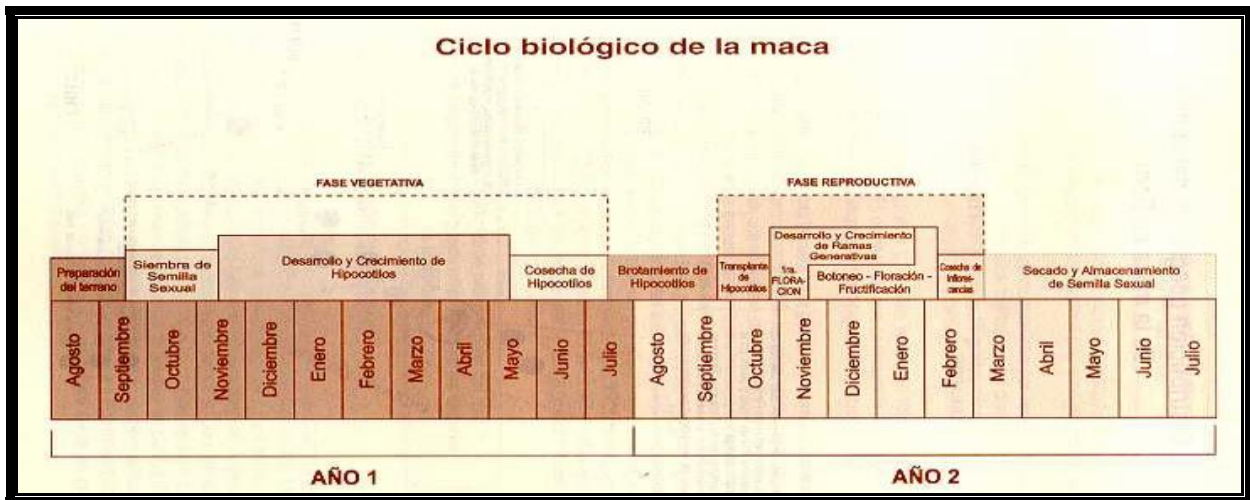 Ciclo biológico de la maca
FASE VEGETATIVA
FASE REPRODUCTIVA
Preparación
del terreno
Siembra de
Semilla
Sexual
Desarrollo y Crecimiento de
Hipocotilos
Cosecha de
Hipocotilos
Brotamiento de
Hipocotilos
Transplante
de
Hipocotilos
1ra.
FLORA-
CION
Desarrollo y Crecimiento
de Ramas
Generativas
Botoneo - Floración -
Fructificación
Cosecha de
Inflores-
cencias
Secado y Almacenamiento
de Semilla Sexual
Agosto
Septiembre
Octubre
Noviembre
Diciembre
Enero
Febrero
Marzo
Abril
Mayo
Junio
Julio
Agosto
Septiembre
Octubre
Noviembre
Diciembre
Enero
Febrero
Marzo
Abril
Mayo
Junio
Julio
AÑO 1
AÑO 2